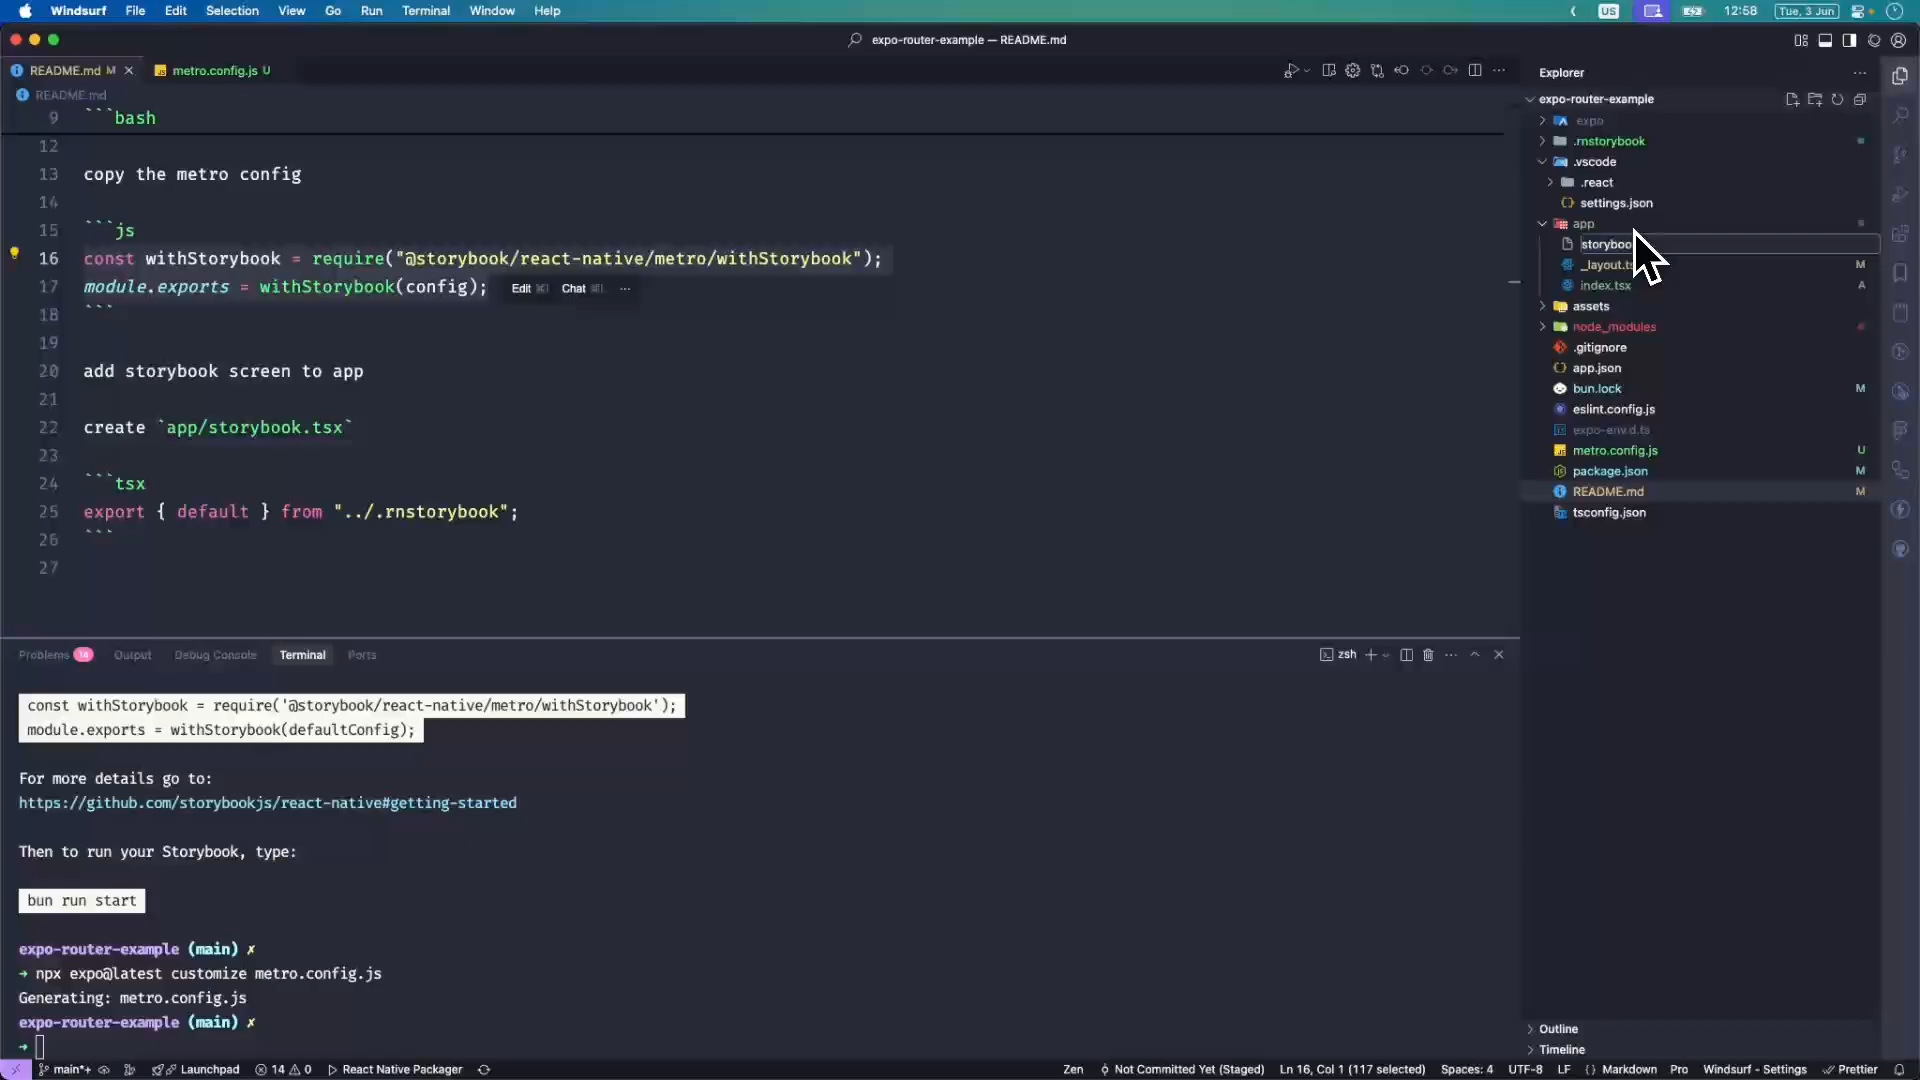 Windsurf File Edit Selection View Go Run Terminal Window Help
US 12:58 Tue, 3 Jun
expo-router-example — README.md
README.md M metro.config.js U
README.md
9 ```bash
12
13 copy the metro config
14
15 ```js
16 const withStorybook = require("@storybook/react-native/metro/withStorybook");
17 module.exports = withStorybook(config); Edit ⌘I Chat ⌘L ...
18 ```
19
20 add storybook screen to app
21
22 create `app/storybook.tsx`
23
24 ```tsx
25 export { default } from "../.rnstorybook";
26 ```
27
Problems 14 Output Debug Console Terminal Ports
zsh
const withStorybook = require('@storybook/react-native/metro/withStorybook');
module.exports = withStorybook(defaultConfig);
For more details go to:
https://github.com/storybookjs/react-native#getting-started
Then to run your Storybook, type:
bun run start
expo-router-example (main) ✗
→ npx expo@latest customize metro.config.js
Generating: metro.config.js
expo-router-example (main) ✗
→
Explorer
expo-router-example
expo
.rnstorybook
.vscode
.react
settings.json
app
storyboo
_layout.ts M
index.tsx A
assets
node_modules
.gitignore
app.json
bun.lock M
eslint.config.js
expo-env.d.ts
metro.config.js U
package.json M
README.md M
tsconfig.json
Outline
Timeline
main*+ Launchpad 14 0 React Native Packager
Zen Not Committed Yet (Staged) Ln 16, Col 1 (117 selected) Spaces: 4 UTF-8 LF { } Markdown Pro Windsurf - Settings Prettier